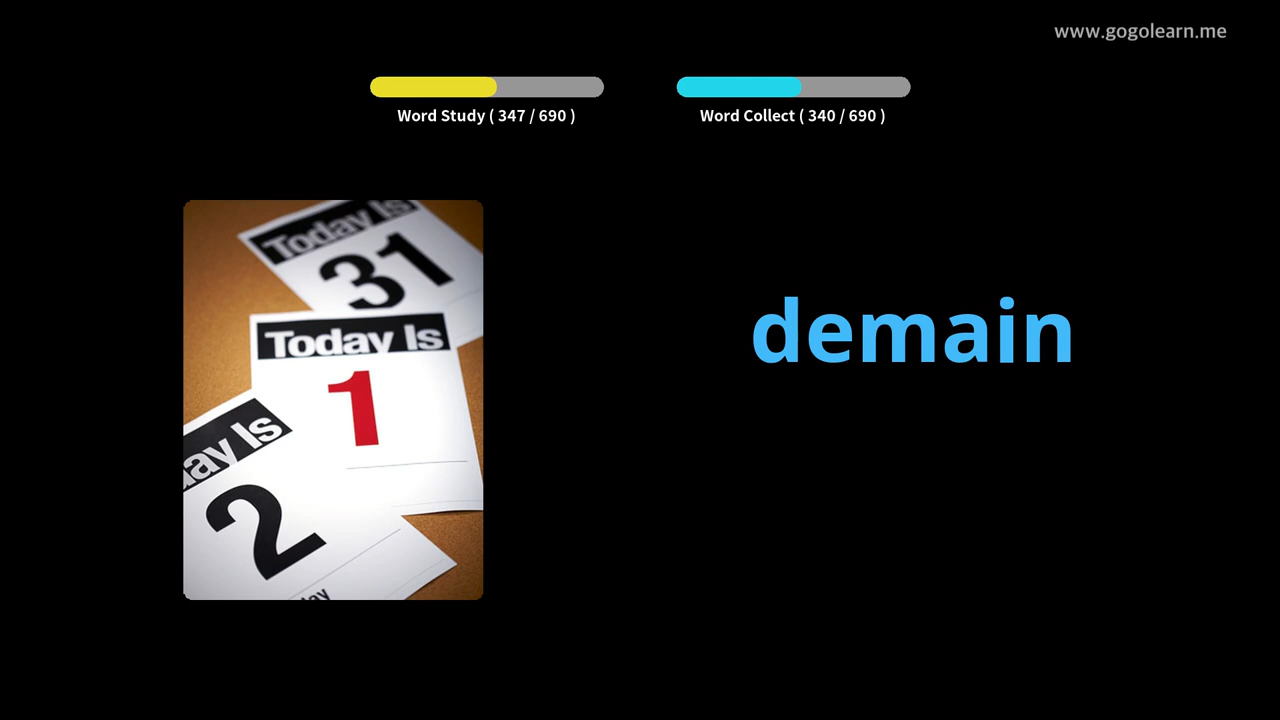 www.gogolearn.me
Word Study ( 347 / 690 )
Word Collect ( 340 / 690 )
Today Is
31
Today Is
1
ay Is
2
demain